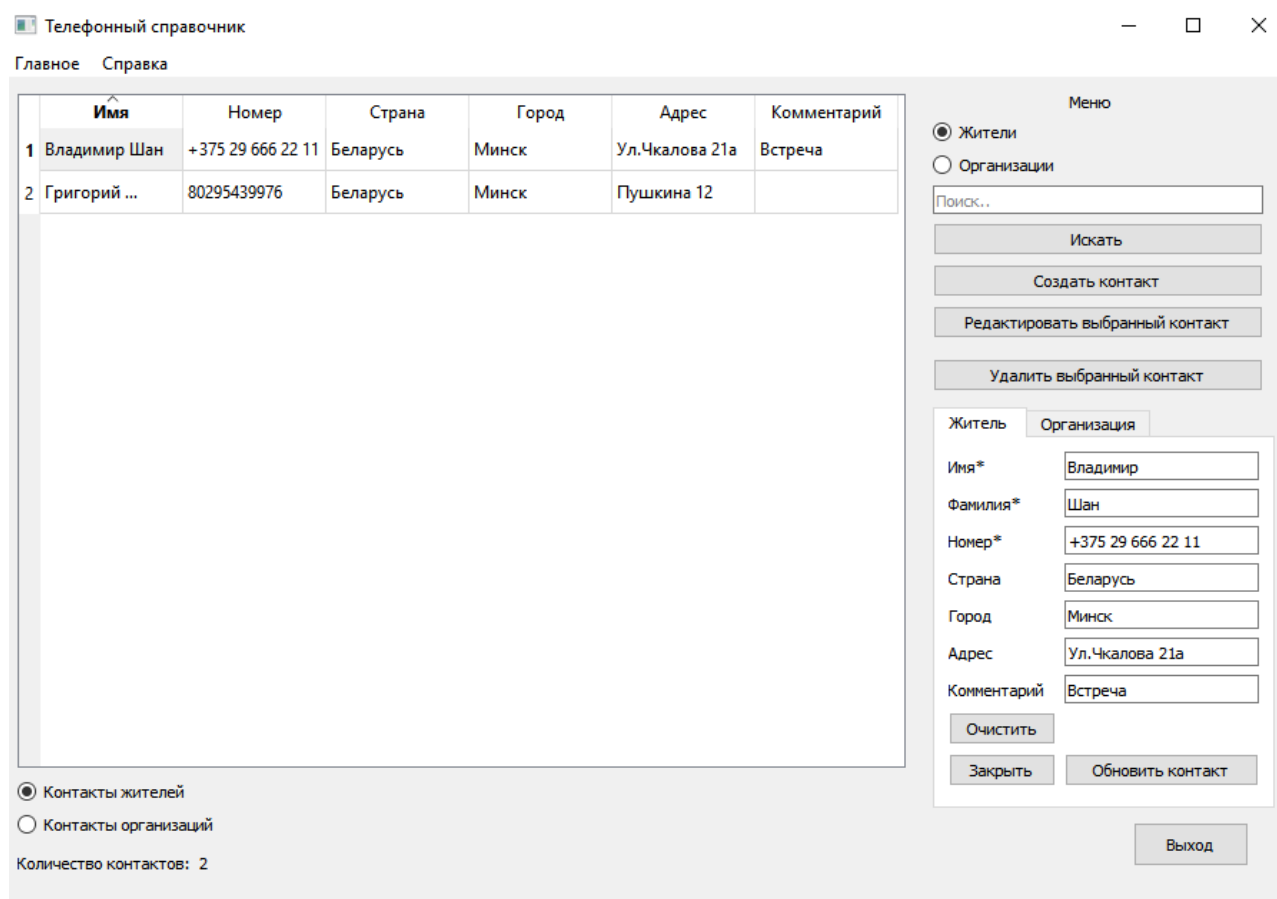 Телефонный справочник
Главное Справка
Имя Номер Страна Город Адрес Комментарий
1 Владимир Шан +375 29 666 22 11 Беларусь Минск Ул.Чкалова 21а Встреча
2 Григорий ... 80295439976 Беларусь Минск Пушкина 12
Контакты жителей
Контакты организаций
Количество контактов: 2
Меню
Жители
Организации
Поиск..
Искать
Создать контакт
Редактировать выбранный контакт
Удалить выбранный контакт
Житель Организация
Имя* Владимир
Фамилия* Шан
Номер* +375 29 666 22 11
Страна Беларусь
Город Минск
Адрес Ул.Чкалова 21а
Комментарий Встреча
Очистить
Закрыть Обновить контакт
Выход